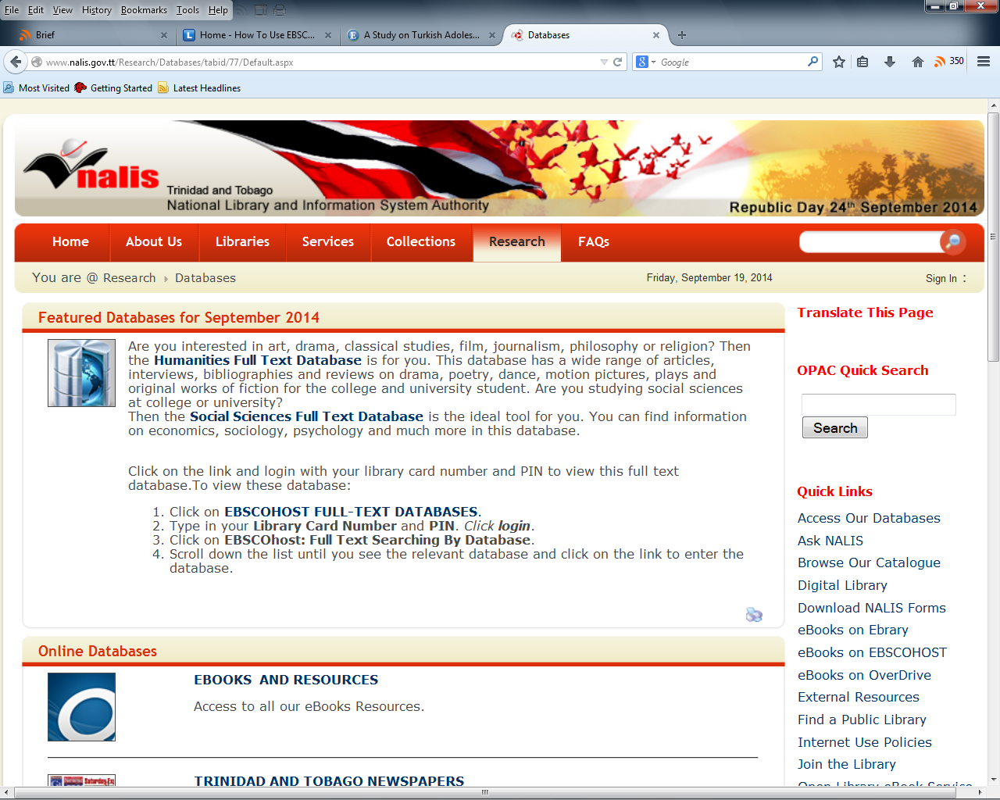 File Edit View History Bookmarks Tools Help
Brief
Home - How To Use EBSC...
A Study on Turkish Adoles...
Databases
www.nalis.gov.tt/Research/Databases/tabid/77/Default.aspx
Google
350
Most Visited Getting Started Latest Headlines
nalis
Trinidad and Tobago
National Library and Information System Authority
Republic Day 24th September 2014
Home About Us Libraries Services Collections Research FAQs
You are @ Research Databases
Friday, September 19, 2014
Sign In :
Featured Databases for September 2014
Are you interested in art, drama, classical studies, film, journalism, philosophy or religion? Then
the Humanities Full Text Database is for you. This database has a wide range of articles,
interviews, bibliographies and reviews on drama, poetry, dance, motion pictures, plays and
original works of fiction for the college and university student. Are you studying social sciences
at college or university?
Then the Social Sciences Full Text Database is the ideal tool for you. You can find information
on economics, sociology, psychology and much more in this database.
Click on the link and login with your library card number and PIN to view this full text
database.To view these database:
1. Click on EBSCOHOST FULL-TEXT DATABASES.
2. Type in your Library Card Number and PIN. Click login.
3. Click on EBSCOhost: Full Text Searching By Database.
4. Scroll down the list until you see the relevant database and click on the link to enter the
database.
Online Databases
EBOOKS AND RESOURCES
Access to all our eBooks Resources.
TRINIDAD AND TOBAGO NEWSPAPERS
Translate This Page
OPAC Quick Search
Search
Quick Links
Access Our Databases
Ask NALIS
Browse Our Catalogue
Digital Library
Download NALIS Forms
eBooks on Ebrary
eBooks on EBSCOHOST
eBooks on OverDrive
External Resources
Find a Public Library
Internet Use Policies
Join the Library
Open Library eBook Service